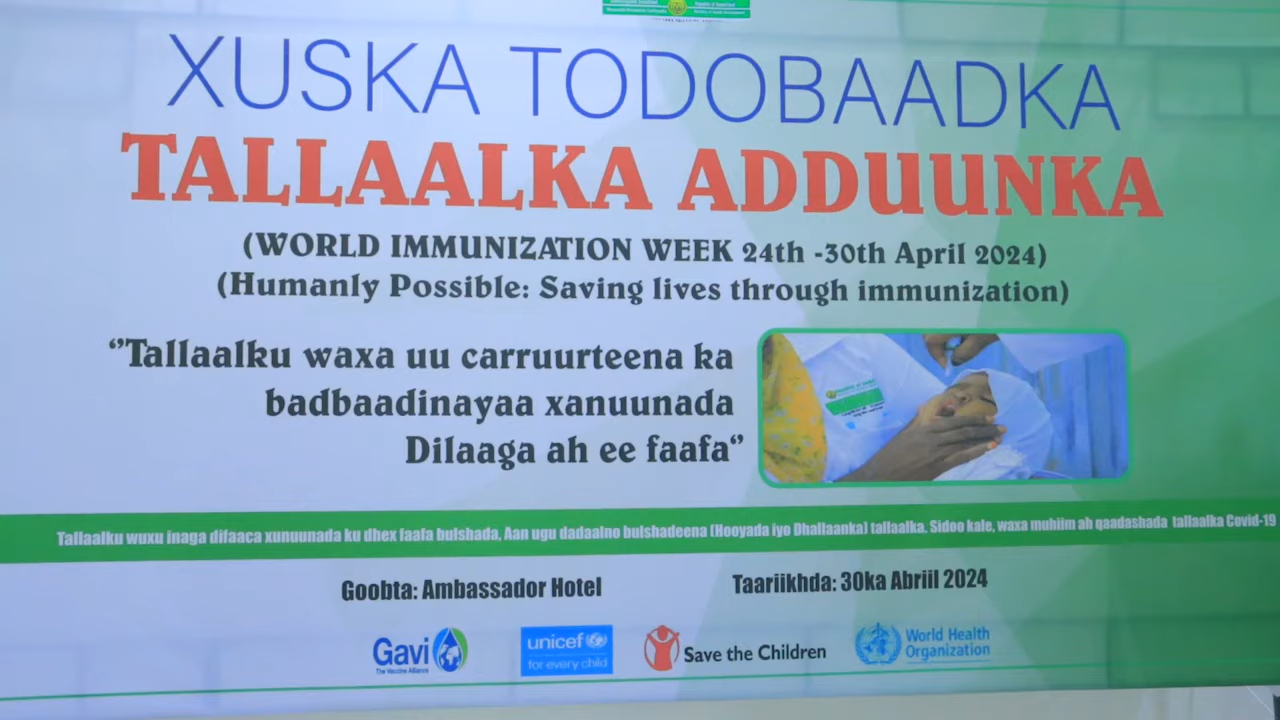 XUSKA TODOBAADKA
TALLAALKA ADDUUNKA
(WORLD IMMUNIZATION WEEK 24th -30th April 2024)
(Humanly Possible: Saving lives through immunization)
‘’Tallaalku waxa uu carruurteena ka
badbaadinayaa xanuunada
Dilaaga ah ee faafa‘’
Tallaalku wuxu inaga difaaca xunuunada ku dhex faafa bulshada, Aan ugu dadaalno bulshadeena (Hooyada iyo Dhallaanka) tallaalka. Sidoo kale, waxa muhiim ah qaadashada tallaalka Covid-19
Goobta: Ambassador Hotel
Taariikhda: 30ka Abriil 2024
Gavi
The Vaccine Alliance
unicef
for every child
Save the Children
World Health
Organization